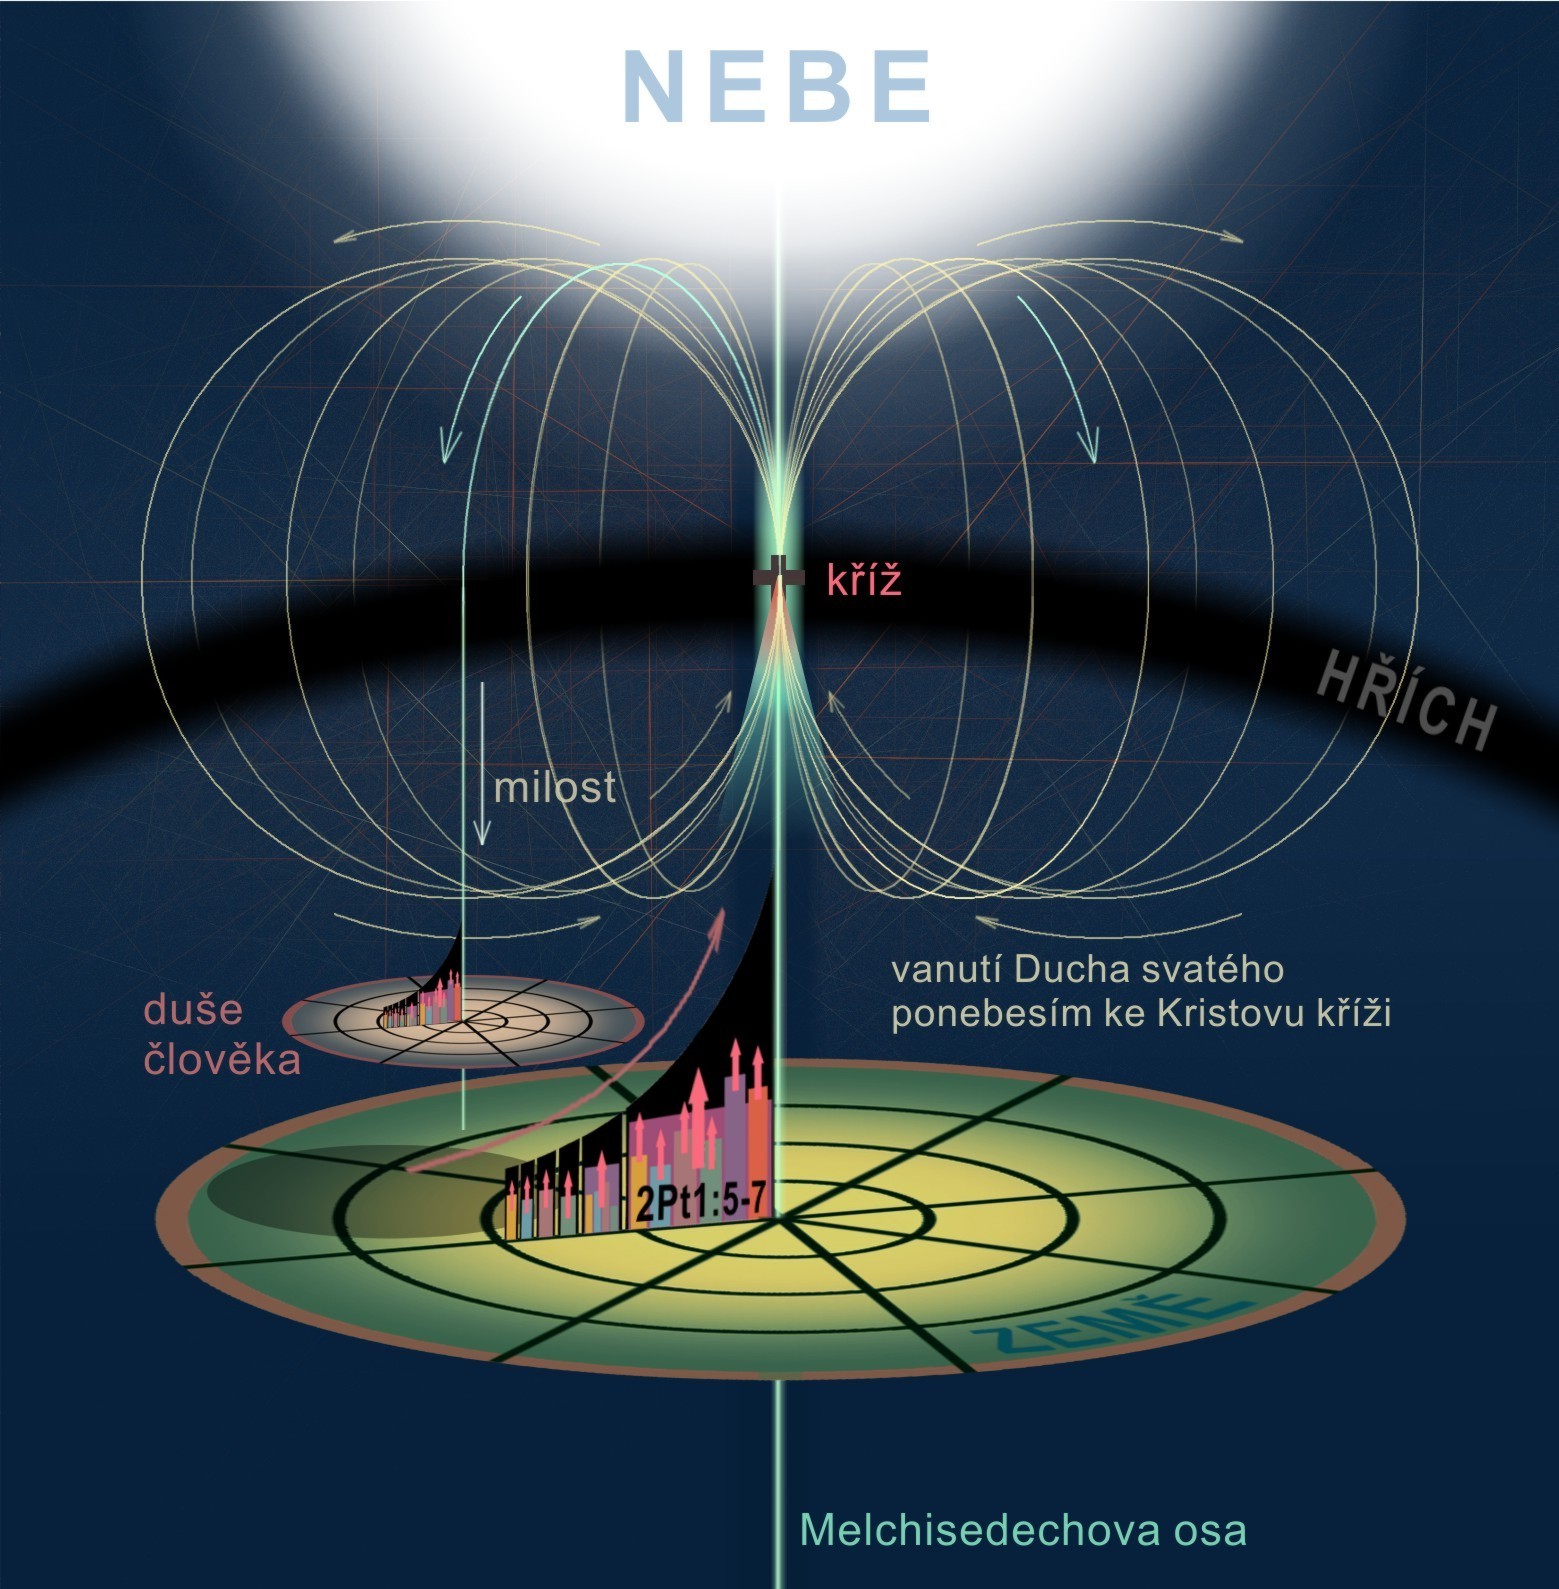 NEBE
kříž
HŘÍCH
milost
vanutí Ducha svatého
ponebesím ke Kristovu kříži
duše
člověka
2Pt1:5-7
ZEMĚ
Melchisedechova osa